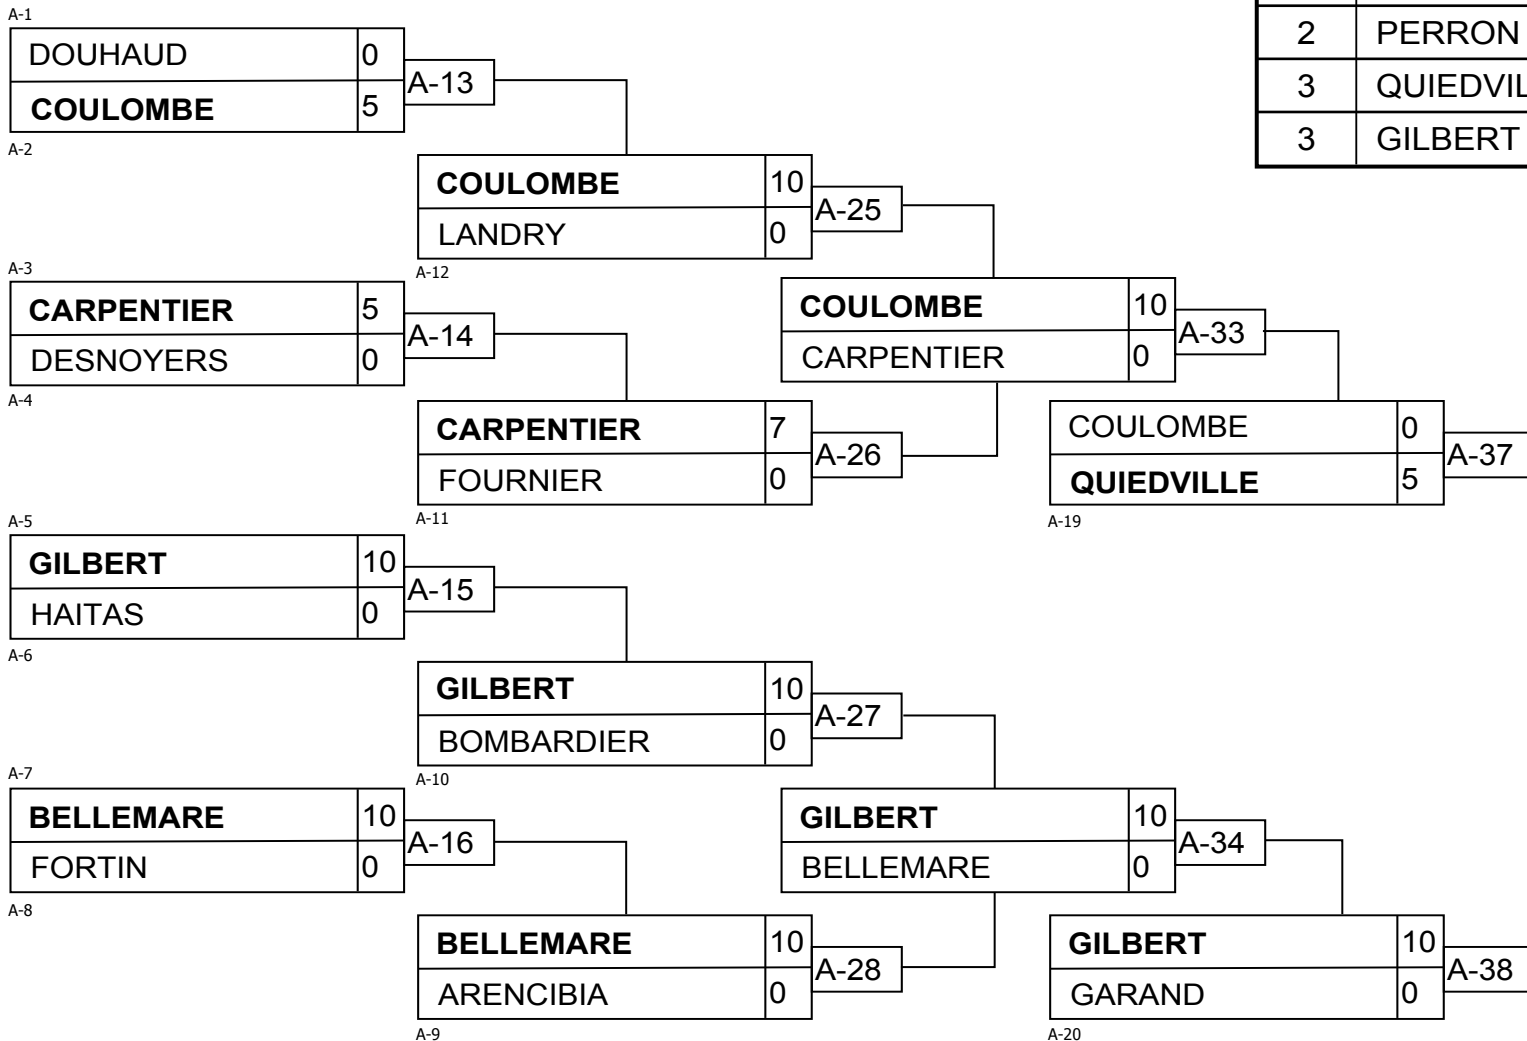 A-1
DOUHAUD 0
A-13
COULOMBE 5
A-2
2 PERRON
3 QUIEDVIL
3 GILBERT
COULOMBE 10
A-25
LANDRY 0
A-12
A-3
CARPENTIER 5
A-14
DESNOYERS 0
A-4
COULOMBE 10
A-33
CARPENTIER 0
CARPENTIER 7
A-26
FOURNIER 0
A-11
COULOMBE 0
A-37
QUIEDVILLE 5
A-19
A-5
GILBERT 10
A-15
HAITAS 0
A-6
GILBERT 10
A-27
BOMBARDIER 0
A-10
A-7
BELLEMARE 10
A-16
FORTIN 0
A-8
GILBERT 10
A-34
BELLEMARE 0
BELLEMARE 10
A-28
ARENCIBIA 0
A-9
GILBERT 10
A-38
GARAND 0
A-20